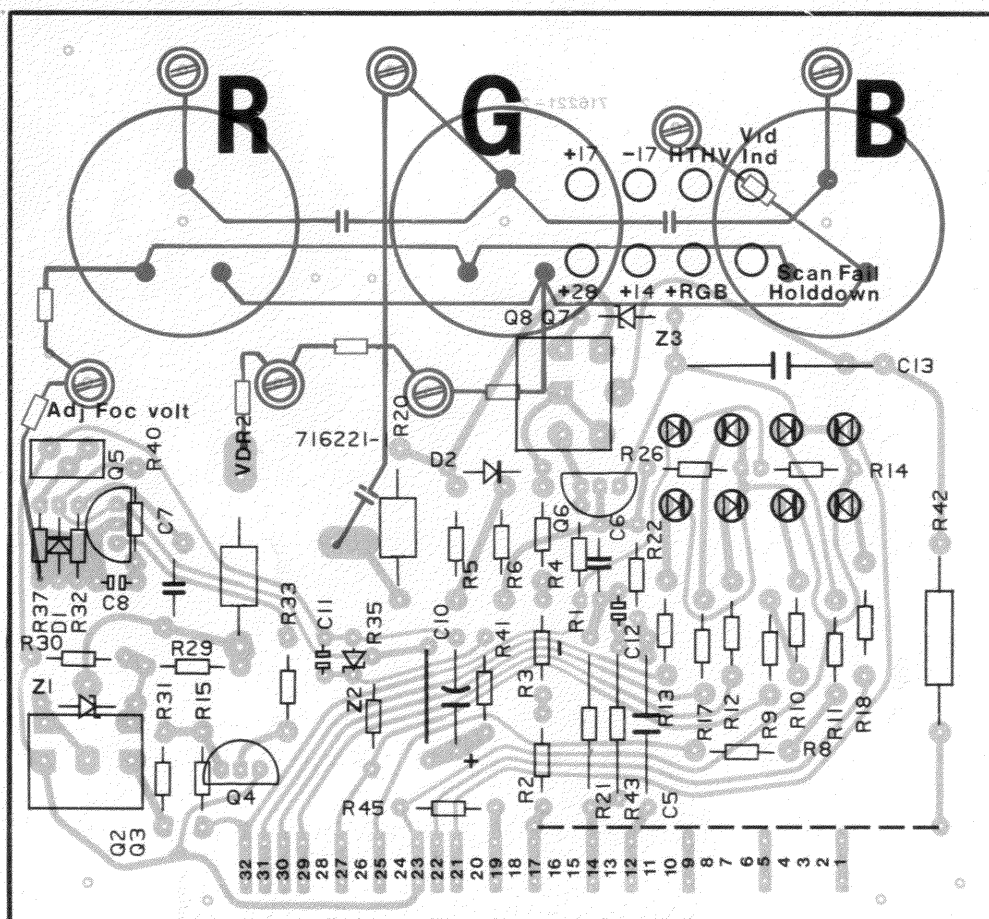 R G B
716221-
+17 -17 HTHV Vid Ind
+28 +14 +RGB Scan Fail Holddown
Q8 Q7
Z3
C13
Adj Foc volt
R40
VDR2
716221-
R20
D2
R26
R14
Q5
C7
Q6
C6
R22
R42
R37
D1
R32
C8
R33
C11
R35
C10
R41
R5
R6
R4
R1
C12
R30
R29
Z1
R31
R15
Z2
R3
R13
R17
R12
R9
R10
R11
R18
R8
+
R2
R21
R43
C5
Q4
R45
Q2
Q3
32 31 30 29 28 27 26 25 24 23 22 21 20 19 18 17 16 15 14 13 12 11 10 9 8 7 6 5 4 3 2 1